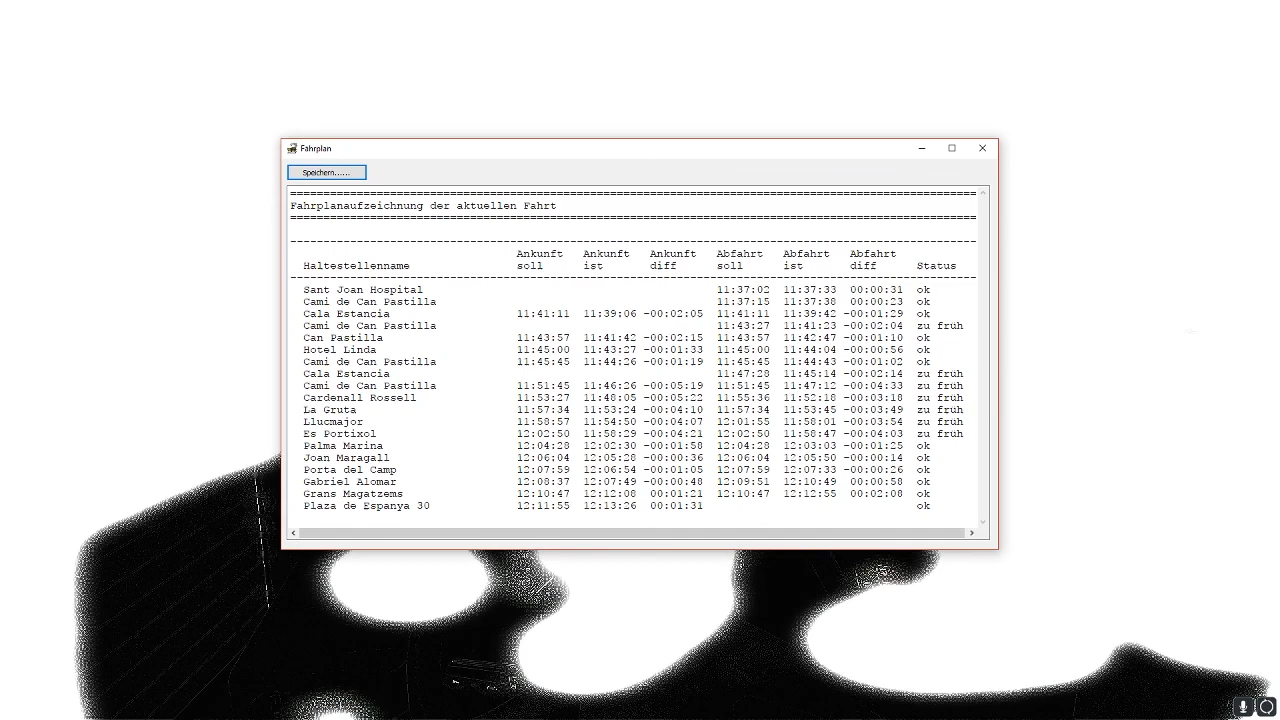 Fahrplan
Speichern......
========================================================================================================
Fahrplanaufzeichnung der aktuellen Fahrt
========================================================================================================
--------------------------------------------------------------------------------------------------------
Ankunft Ankunft Ankunft Abfahrt Abfahrt Abfahrt
Haltestellenname soll ist diff soll ist diff Status
--------------------------------------------------------------------------------------------------------
Sant Joan Hospital 11:37:02 11:37:33 00:00:31 ok
Cami de Can Pastilla 11:37:15 11:37:38 00:00:23 ok
Cala Estancia 11:41:11 11:39:06 -00:02:05 11:41:11 11:39:42 -00:01:29 ok
Cami de Can Pastilla 11:43:27 11:41:23 -00:02:04 zu früh
Can Pastilla 11:43:57 11:41:42 -00:02:15 11:43:57 11:42:47 -00:01:10 ok
Hotel Linda 11:45:00 11:43:27 -00:01:33 11:45:00 11:44:04 -00:00:56 ok
Cami de Can Pastilla 11:45:45 11:44:26 -00:01:19 11:45:45 11:44:43 -00:01:02 ok
Cala Estancia 11:47:28 11:45:14 -00:02:14 zu früh
Cami de Can Pastilla 11:51:45 11:46:26 -00:05:19 11:51:45 11:47:12 -00:04:33 zu früh
Cardenall Rossell 11:53:27 11:48:05 -00:05:22 11:55:36 11:52:18 -00:03:18 zu früh
La Gruta 11:57:34 11:53:24 -00:04:10 11:57:34 11:53:45 -00:03:49 zu früh
Llucmajor 11:58:57 11:54:50 -00:04:07 12:01:55 11:58:01 -00:03:54 zu früh
Es Portixol 12:02:50 11:58:29 -00:04:21 12:02:50 11:58:47 -00:04:03 zu früh
Palma Marina 12:04:28 12:02:30 -00:01:58 12:04:28 12:03:03 -00:01:25 ok
Joan Maragall 12:06:04 12:05:28 -00:00:36 12:06:04 12:05:50 -00:00:14 ok
Porta del Camp 12:07:59 12:06:54 -00:01:05 12:07:59 12:07:33 -00:00:26 ok
Gabriel Alomar 12:08:37 12:07:49 -00:00:48 12:09:51 12:10:49 00:00:58 ok
Grans Magatzems 12:10:47 12:12:08 00:01:21 12:10:47 12:12:55 00:02:08 ok
Plaza de Espanya 30 12:11:55 12:13:26 00:01:31 ok